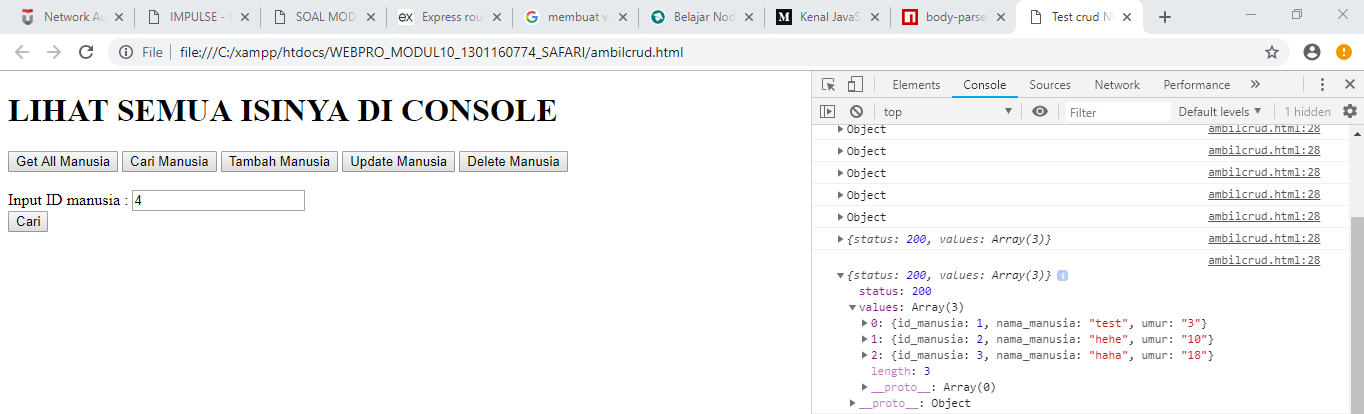 Network Au
IMPULSE - I
SOAL MOD
Express rou
membuat v
Belajar Nod
Kenal JavaS
body-parse
Test crud N
File file:///C:/xampp/htdocs/WEBPRO_MODUL10_1301160774_SAFARI/ambilcrud.html
LIHAT SEMUA ISINYA DI CONSOLE
Get All Manusia Cari Manusia Tambah Manusia Update Manusia Delete Manusia
Input ID manusia : 4
Cari
Elements Console Sources Network Performance
top Filter Default levels 1 hidden
Object ambilcrud.html:28
Object ambilcrud.html:28
Object ambilcrud.html:28
Object ambilcrud.html:28
Object ambilcrud.html:28
{status: 200, values: Array(3)} ambilcrud.html:28
ambilcrud.html:28
{status: 200, values: Array(3)} i
status: 200
values: Array(3)
0: {id_manusia: 1, nama_manusia: "test", umur: "3"}
1: {id_manusia: 2, nama_manusia: "hehe", umur: "10"}
2: {id_manusia: 3, nama_manusia: "haha", umur: "18"}
length: 3
__proto__: Array(0)
__proto__: Object